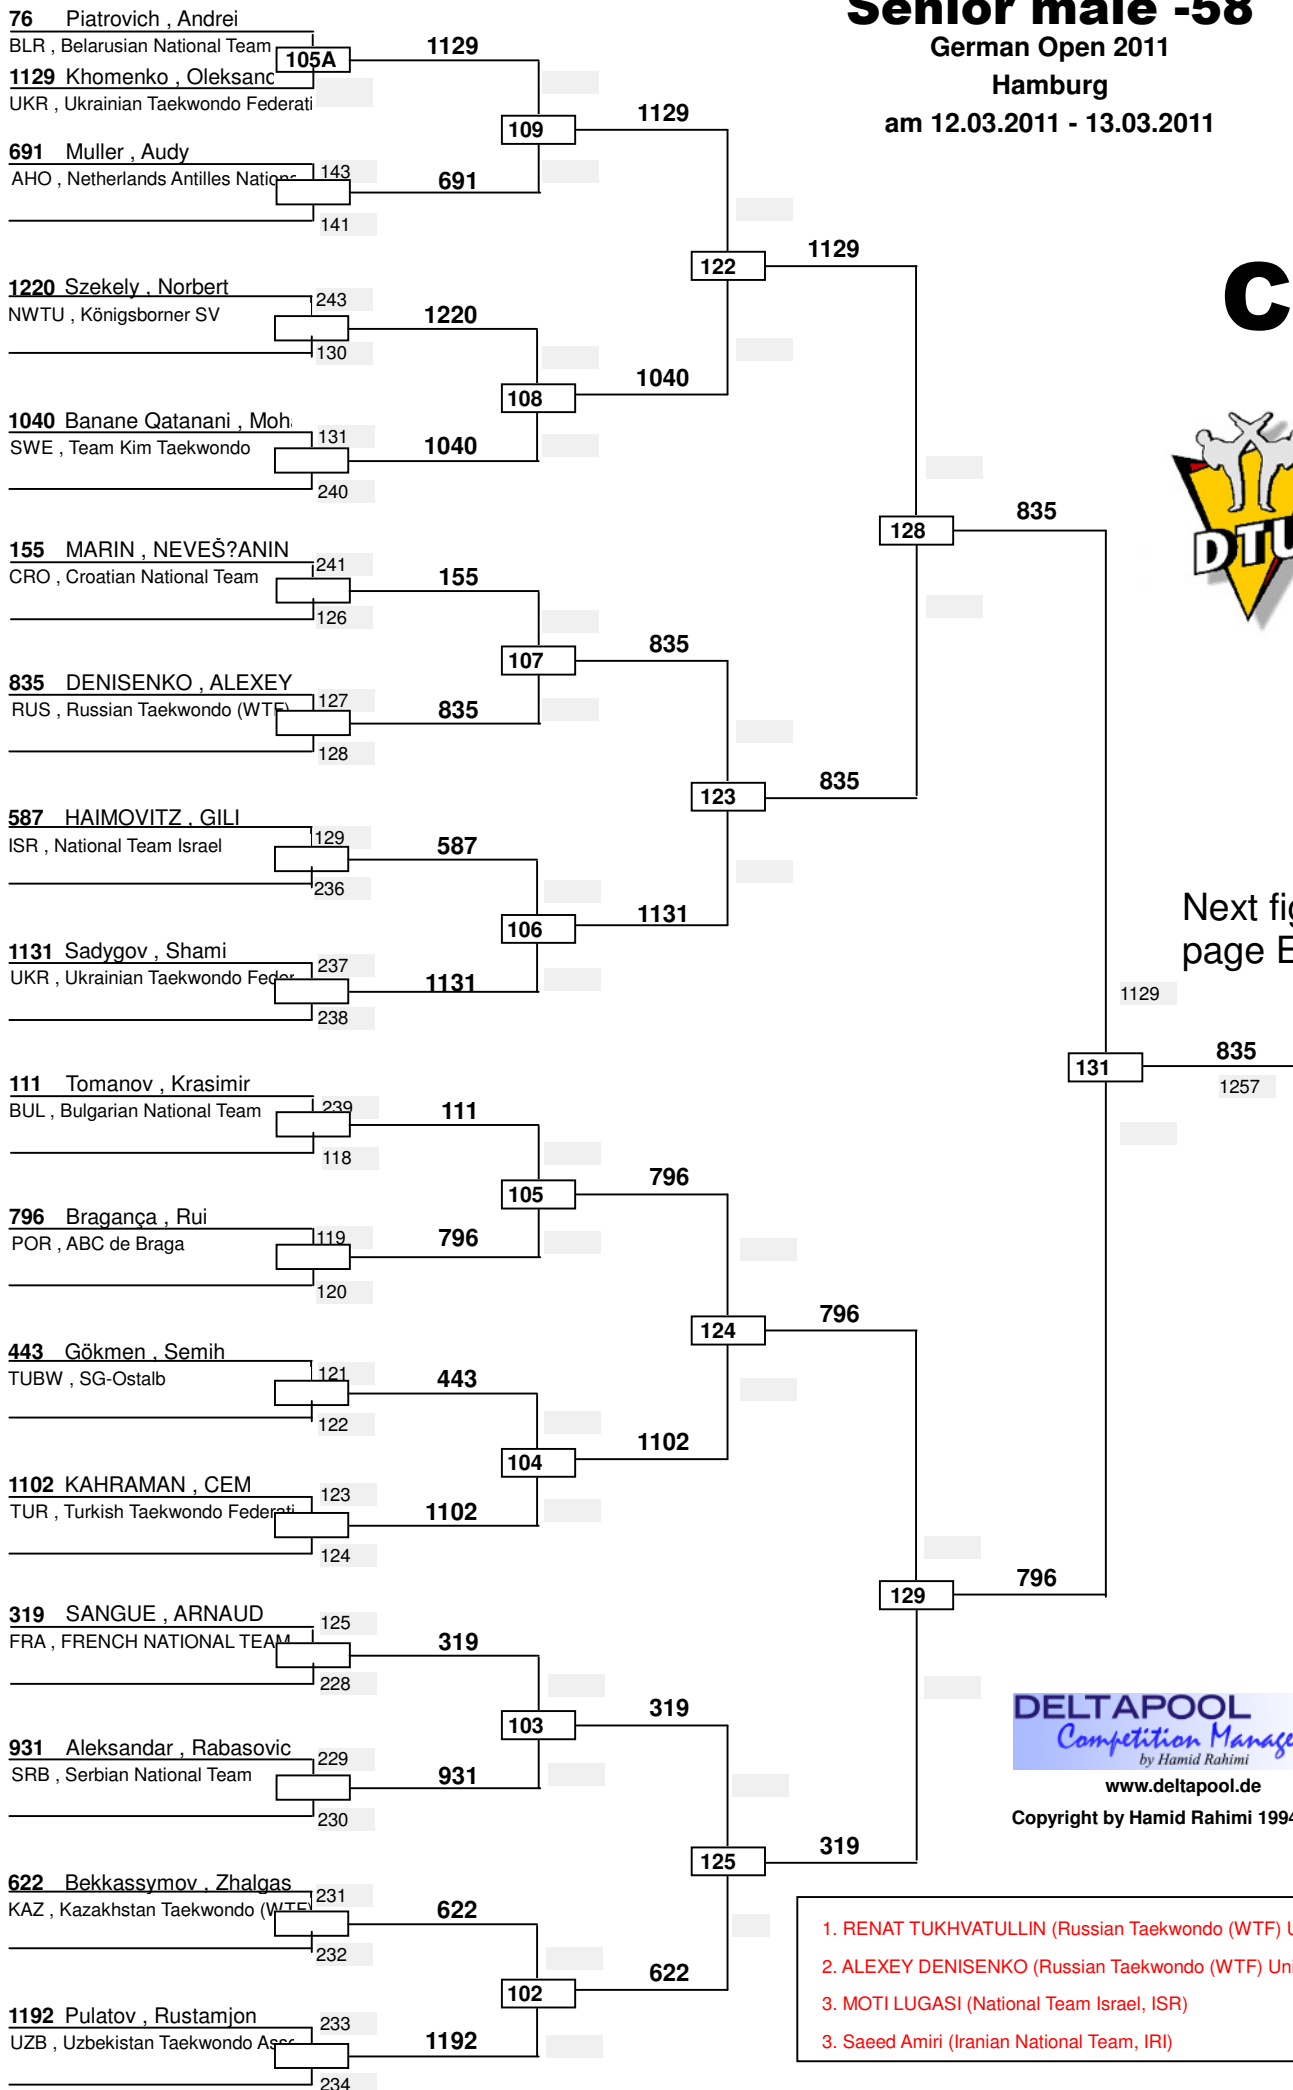 Senior male -58
German Open 2011
Hamburg
am 12.03.2011 - 13.03.2011
C
76 Piatrovich , Andrei
BLR , Belarusian National Team
105A
1129
1129 Khomenko , Oleksand
UKR , Ukrainian Taekwondo Federati
109
1129
691 Muller , Audy
AHO , Netherlands Antilles Nationa
143
691
141
122
1129
1220 Szekely , Norbert
NWTU , Königsborner SV
243
1220
130
108
1040
1040 Banane Qatanani , Moha
SWE , Team Kim Taekwondo
131
1040
240
128
835
DTU
155 MARIN , NEVEŠ?ANIN
CRO , Croatian National Team
241
155
126
107
835
835 DENISENKO , ALEXEY
RUS , Russian Taekwondo (WTF)
127
835
128
123
835
587 HAIMOVITZ , GILI
ISR , National Team Israel
129
587
236
106
1131
Next fig
page E
1131 Sadygov , Shami
UKR , Ukrainian Taekwondo Feder
237
1131
238
1129
131
835
1257
111 Tomanov , Krasimir
BUL , Bulgarian National Team
239
111
118
105
796
796 Bragança , Rui
POR , ABC de Braga
119
796
120
124
796
443 Gökmen , Semih
TUBW , SG-Ostalb
121
443
122
104
1102
1102 KAHRAMAN , CEM
TUR , Turkish Taekwondo Federati
123
1102
124
129
796
319 SANGUE , ARNAUD
FRA , FRENCH NATIONAL TEAM
125
319
228
103
319
931 Aleksandar , Rabasovic
SRB , Serbian National Team
229
931
230
125
319
622 Bekkassymov , Zhalgas
KAZ , Kazakhstan Taekwondo (WTF)
231
622
232
102
622
1192 Pulatov , Rustamjon
UZB , Uzbekistan Taekwondo Asso
233
1192
234
DELTAPOOL
Competition Manage
by Hamid Rahimi
www.deltapool.de
Copyright by Hamid Rahimi 1994
1. RENAT TUKHVATULLIN (Russian Taekwondo (WTF) U
2. ALEXEY DENISENKO (Russian Taekwondo (WTF) Uni
3. MOTI LUGASI (National Team Israel, ISR)
3. Saeed Amiri (Iranian National Team, IRI)